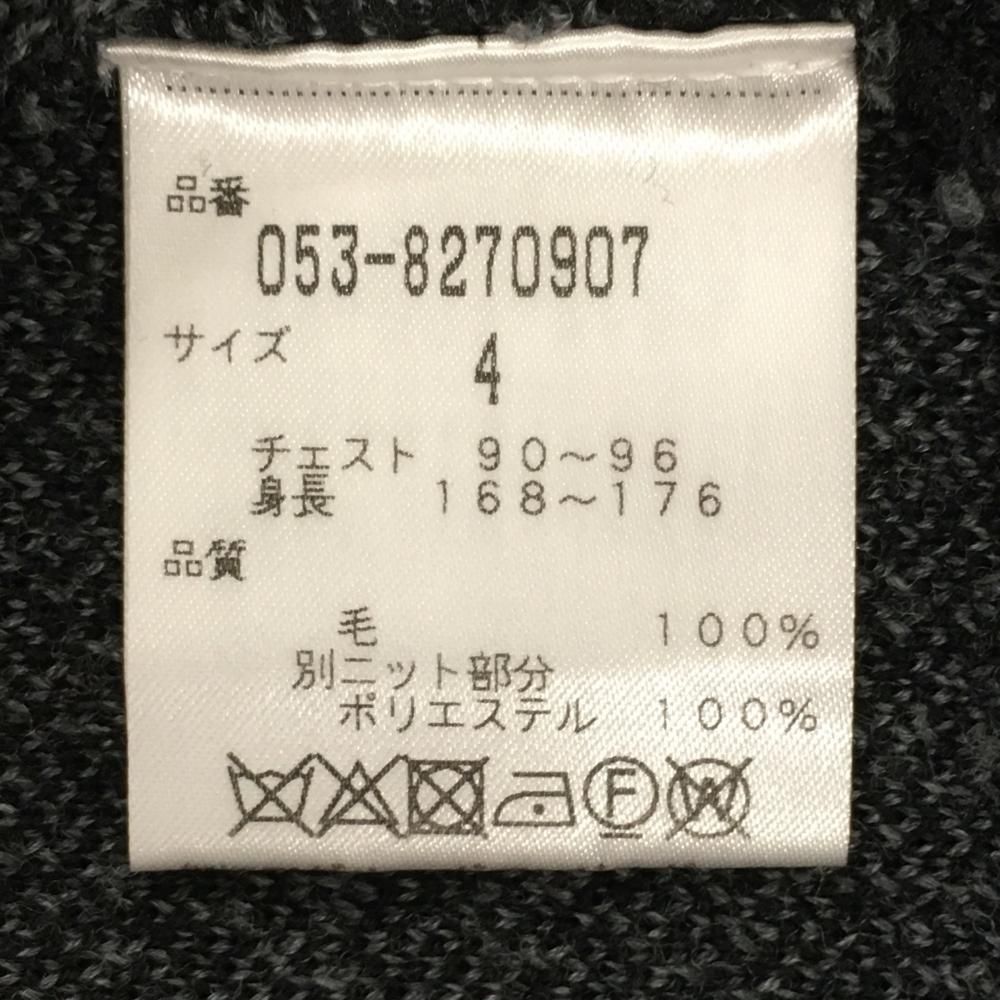 品番
053-8270907
サイズ
4
チェスト 90～96
身長 168～176
品質
毛 100%
別ニット部分
ポリエステル 100%
F W